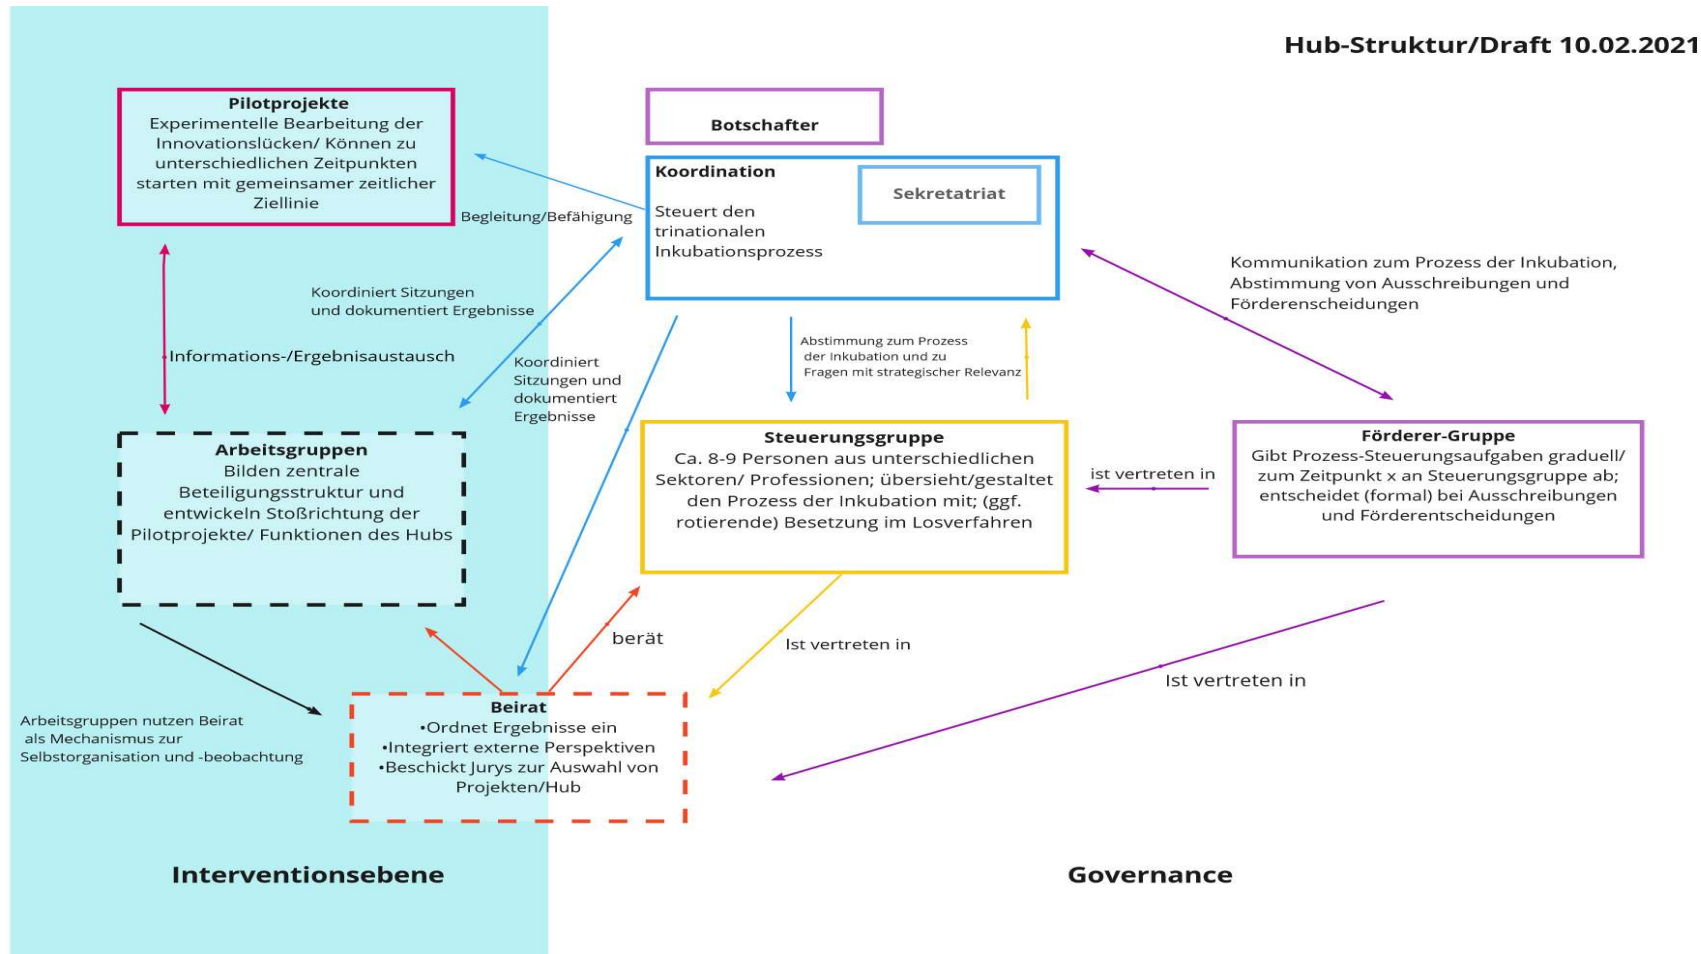 Hub-Struktur/Draft 10.02.2021
Pilotprojekte
Experimentelle Bearbeitung der
Innovationslücken/ Können zu
unterschiedlichen Zeitpunkten
starten mit gemeinsamer zeitlicher
Ziellinie
Botschafter
Koordination
Sekretatriat
Steuert den
trinationalen
Inkubationsprozess
Begleitung/Befähigung
Koordiniert Sitzungen
und dokumentiert Ergebnisse
Kommunikation zum Prozess der Inkubation,
Abstimmung von Ausschreibungen und
Förderenscheidungen
Informations-/Ergebnisaustausch
Koordiniert
Sitzungen und
dokumentiert
Ergebnisse
Abstimmung zum Prozess
der Inkubation und zu
Fragen mit strategischer Relevanz
Arbeitsgruppen
Bilden zentrale
Beteiligungsstruktur und
entwickeln Stoßrichtung der
Pilotprojekte/ Funktionen des Hubs
Steuerungsgruppe
Ca. 8-9 Personen aus unterschiedlichen
Sektoren/ Professionen; übersieht/gestaltet
den Prozess der Inkubation mit; (ggf.
rotierende) Besetzung im Losverfahren
ist vertreten in
Förderer-Gruppe
Gibt Prozess-Steuerungsaufgaben graduell/
zum Zeitpunkt x an Steuerungsgruppe ab;
entscheidet (formal) bei Ausschreibungen
und Förderentscheidungen
berät
Ist vertreten in
Ist vertreten in
Arbeitsgruppen nutzen Beirat
als Mechanismus zur
Selbstorganisation und -beobachtung
Beirat
•Ordnet Ergebnisse ein
•Integriert externe Perspektiven
•Beschickt Jurys zur Auswahl von
Projekten/Hub
Interventionsebene
Governance